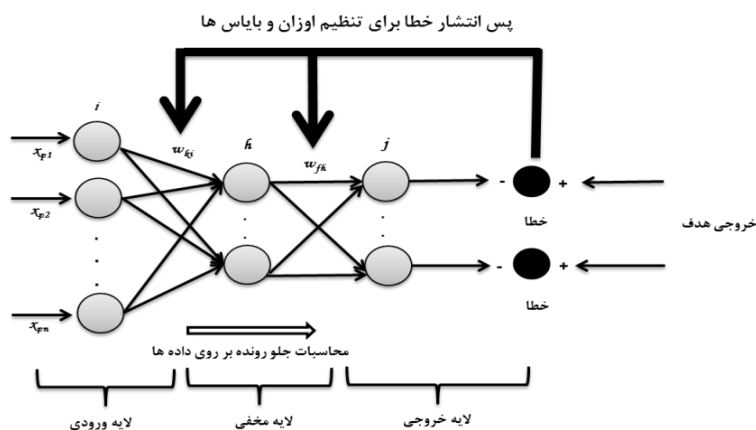 پس انتشار خطا برای تنظیم اوزان و بایاس ها
i
h
j
w_ki
w_jh
x_p1
x_p2
x_pn
-
+
خطا
خروجی هدف
-
+
خطا
محاسبات جلو رونده بر روی داده ها
لایه ورودی
لایه مخفی
لایه خروجی